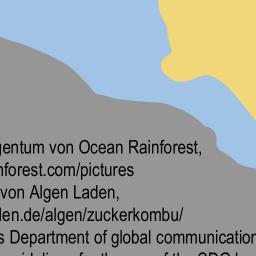 gentum von Ocean Rainforest,
nforest.com/pictures
von Algen Laden,
den.de/algen/zuckerkombu/
s Department of global communication